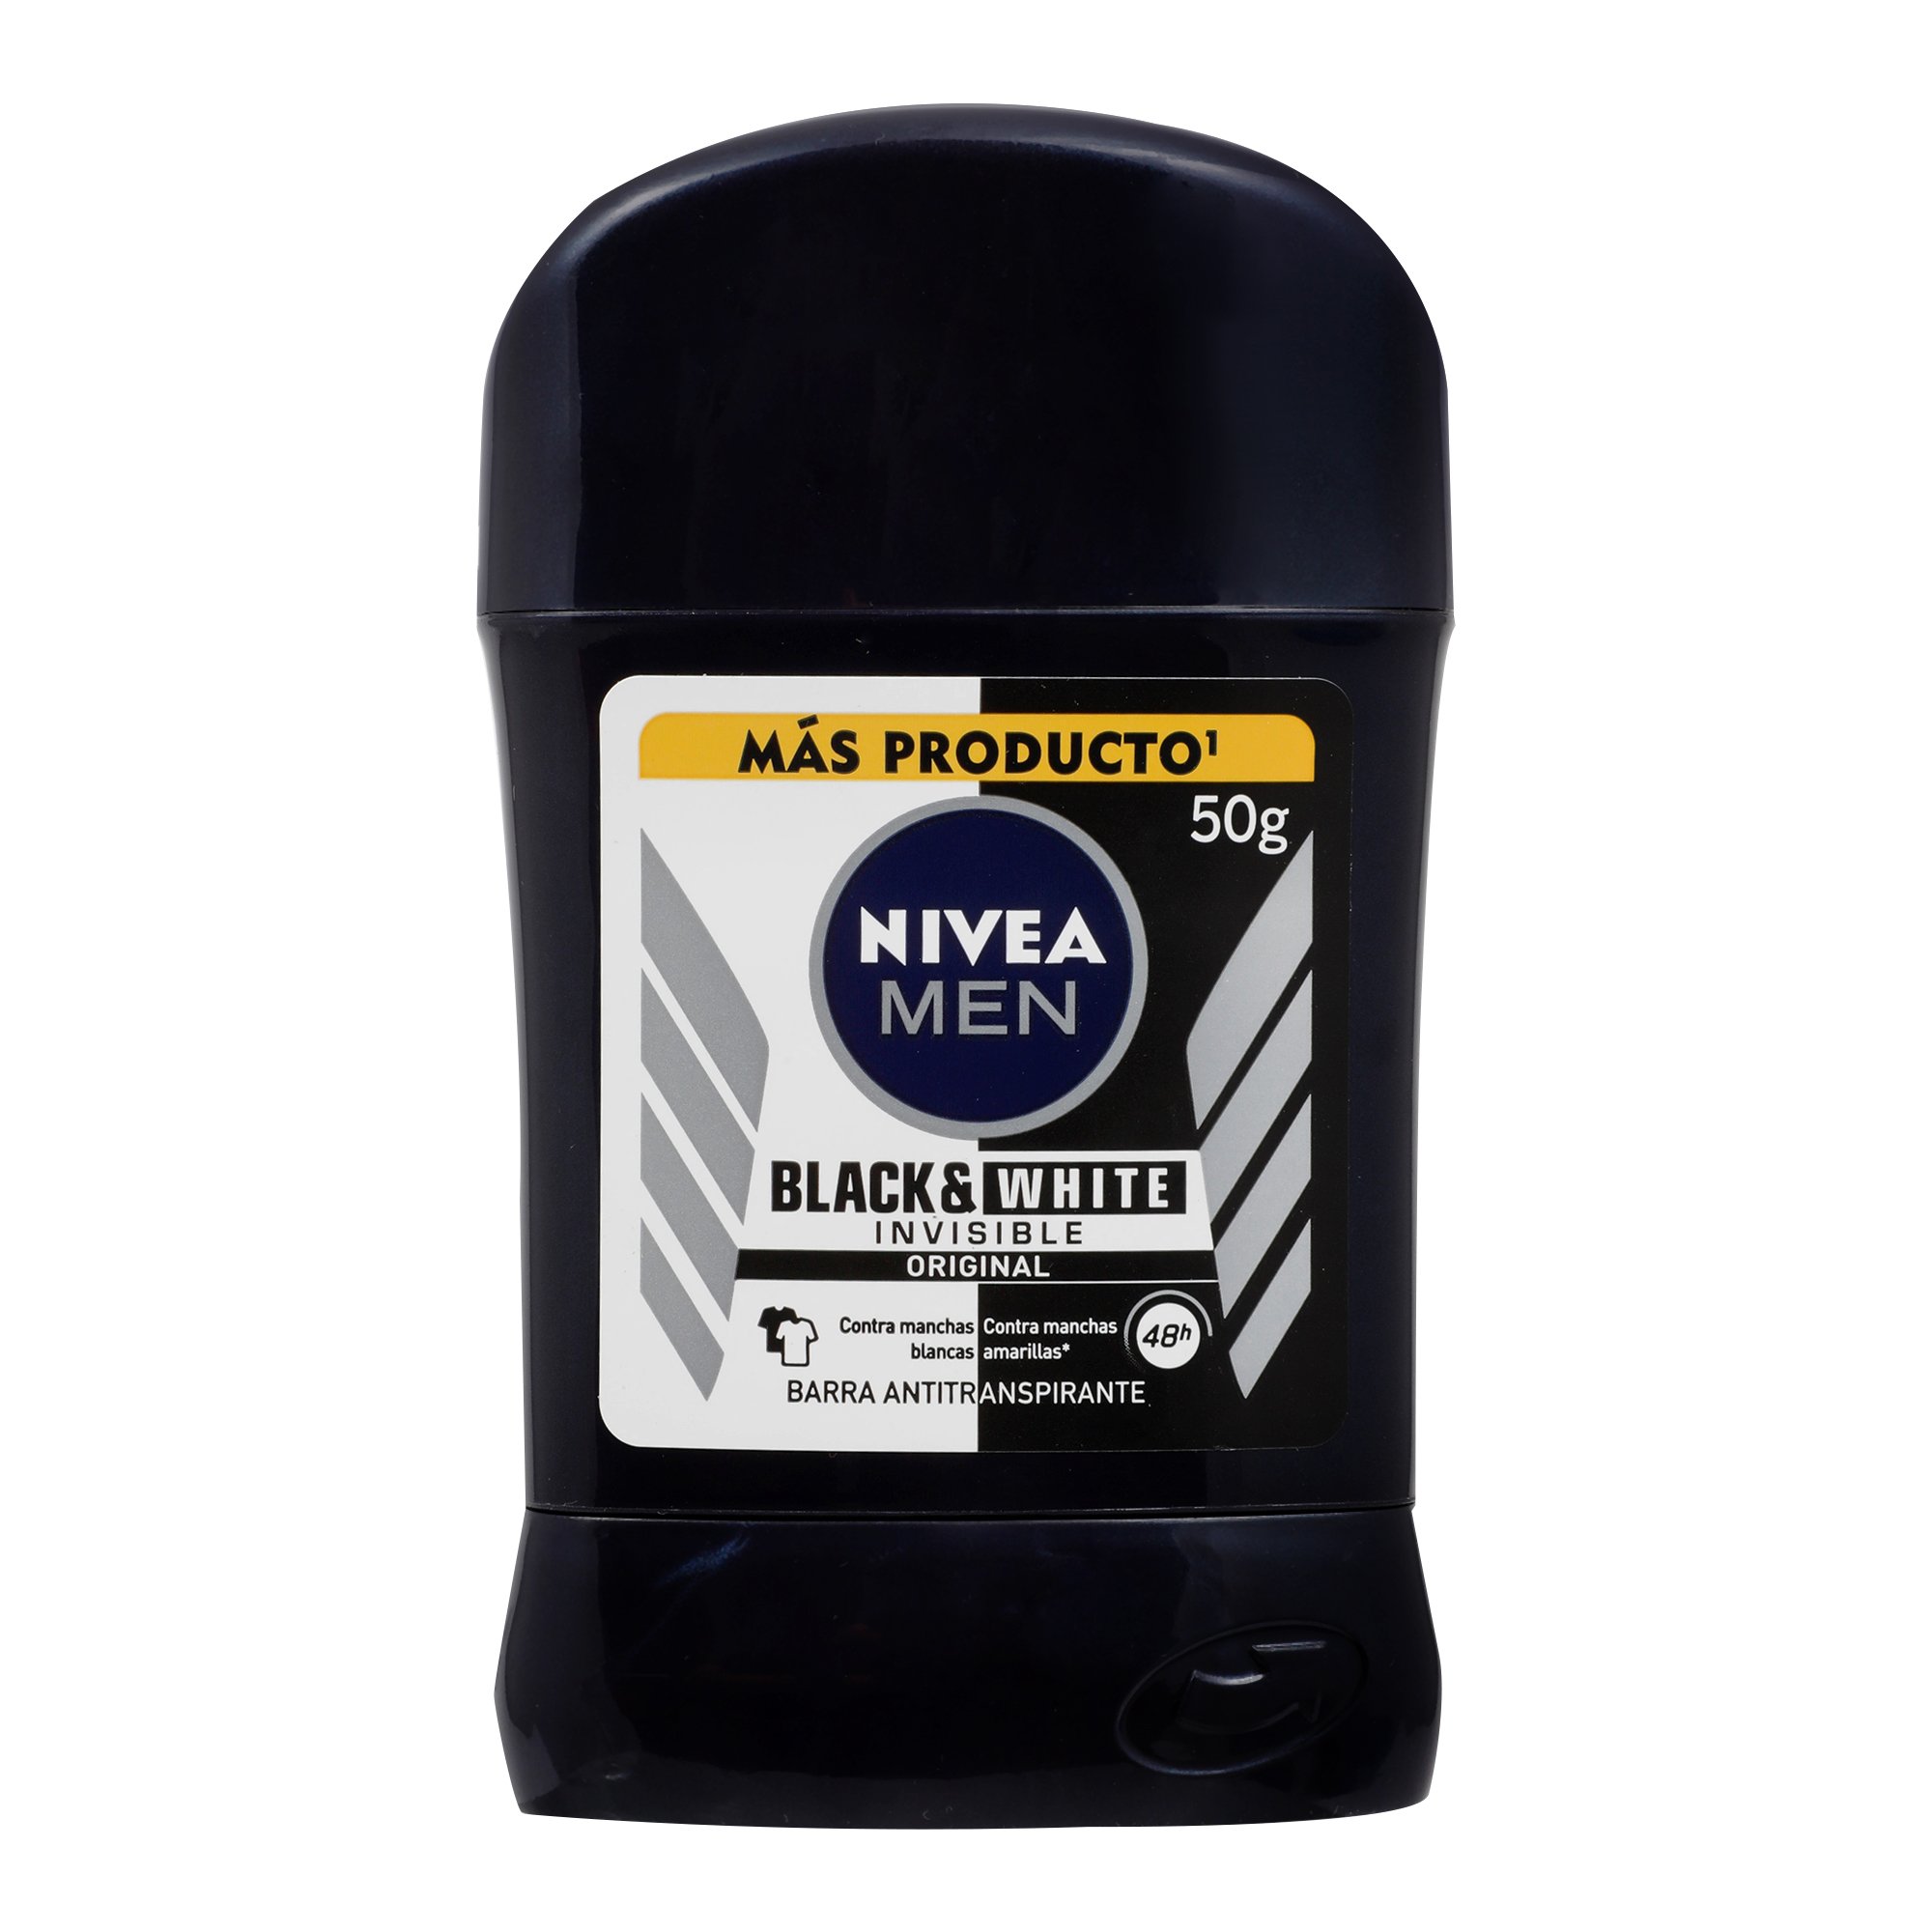 MÁS PRODUCTO¹
50g
NIVEA
MEN
BLACK&WHITE
INVISIBLE
ORIGINAL
Contra manchas blancas
Contra manchas amarillas*
48h
BARRA ANTITRANSPIRANTE